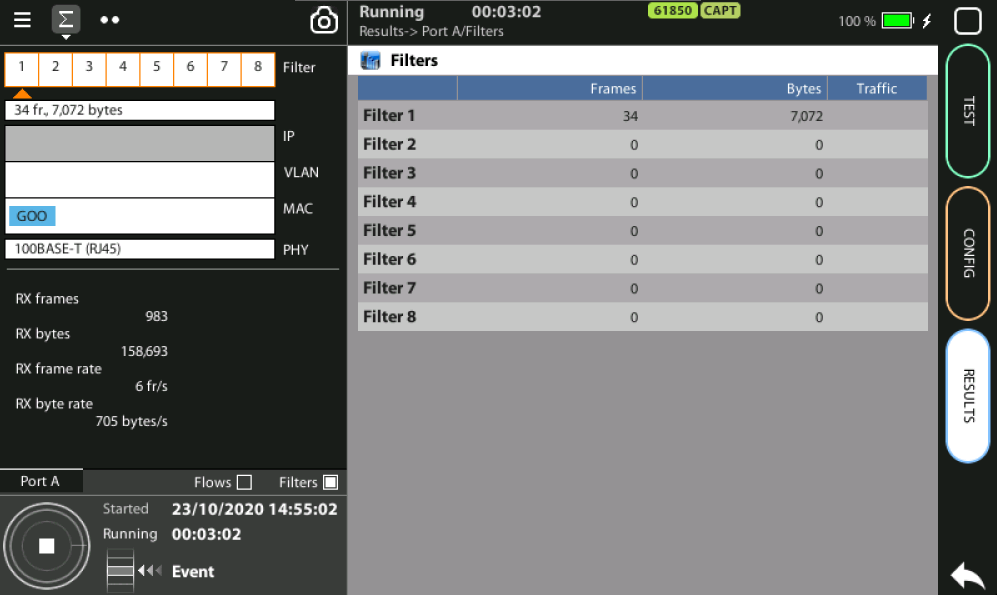 Running 00:03:02 61850 CAPT 100 %
Results-> Port A/Filters
1 2 3 4 5 6 7 8 Filter
34 fr., 7,072 bytes
IP
VLAN
GOO MAC
100BASE-T (RJ45) PHY
RX frames
983
RX bytes
158,693
RX frame rate
6 fr/s
RX byte rate
705 bytes/s
Port A Flows Filters
Started 23/10/2020 14:55:02
Running 00:03:02
Event
Filters
Frames Bytes Traffic
Filter 1 34 7,072
Filter 2 0 0
Filter 3 0 0
Filter 4 0 0
Filter 5 0 0
Filter 6 0 0
Filter 7 0 0
Filter 8 0 0
TEST
CONFIG
RESULTS